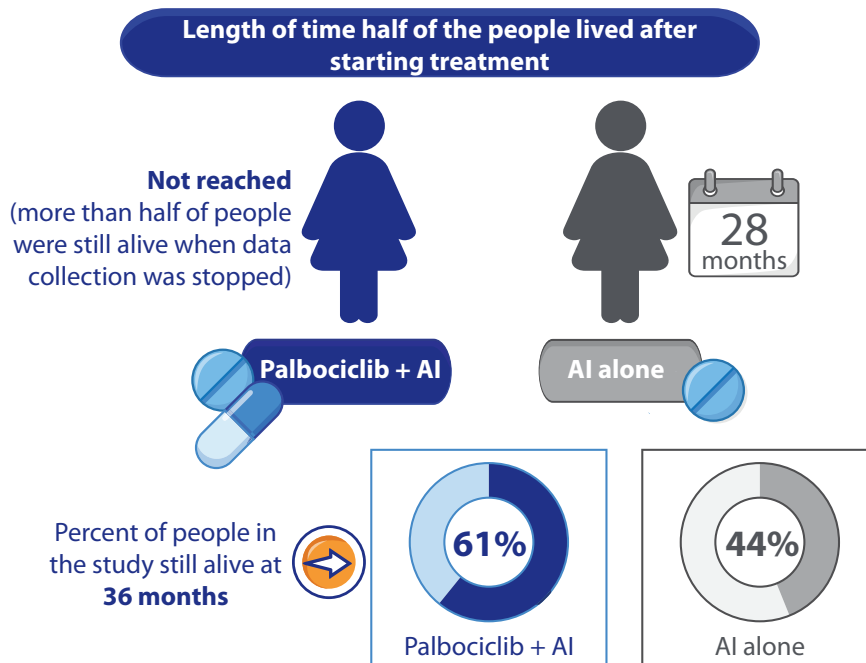 Length of time half of the people lived after
starting treatment
Not reached
(more than half of people
were still alive when data
collection was stopped)
28
months
Palbociclib + AI
AI alone
Percent of people in
the study still alive at
36 months
61%
Palbociclib + AI
44%
AI alone